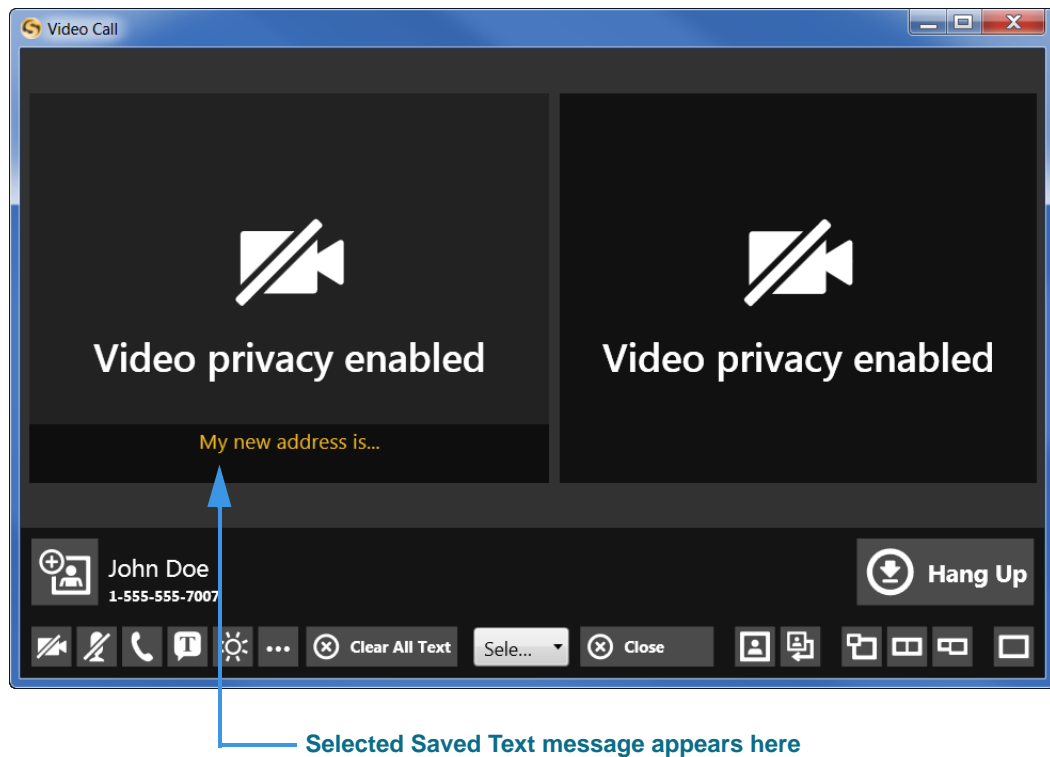 Video Call
Video privacy enabled
Video privacy enabled
My new address is...
John Doe
1-555-555-7007
Hang Up
T
Clear All Text
Sele...
Close
Selected Saved Text message appears here